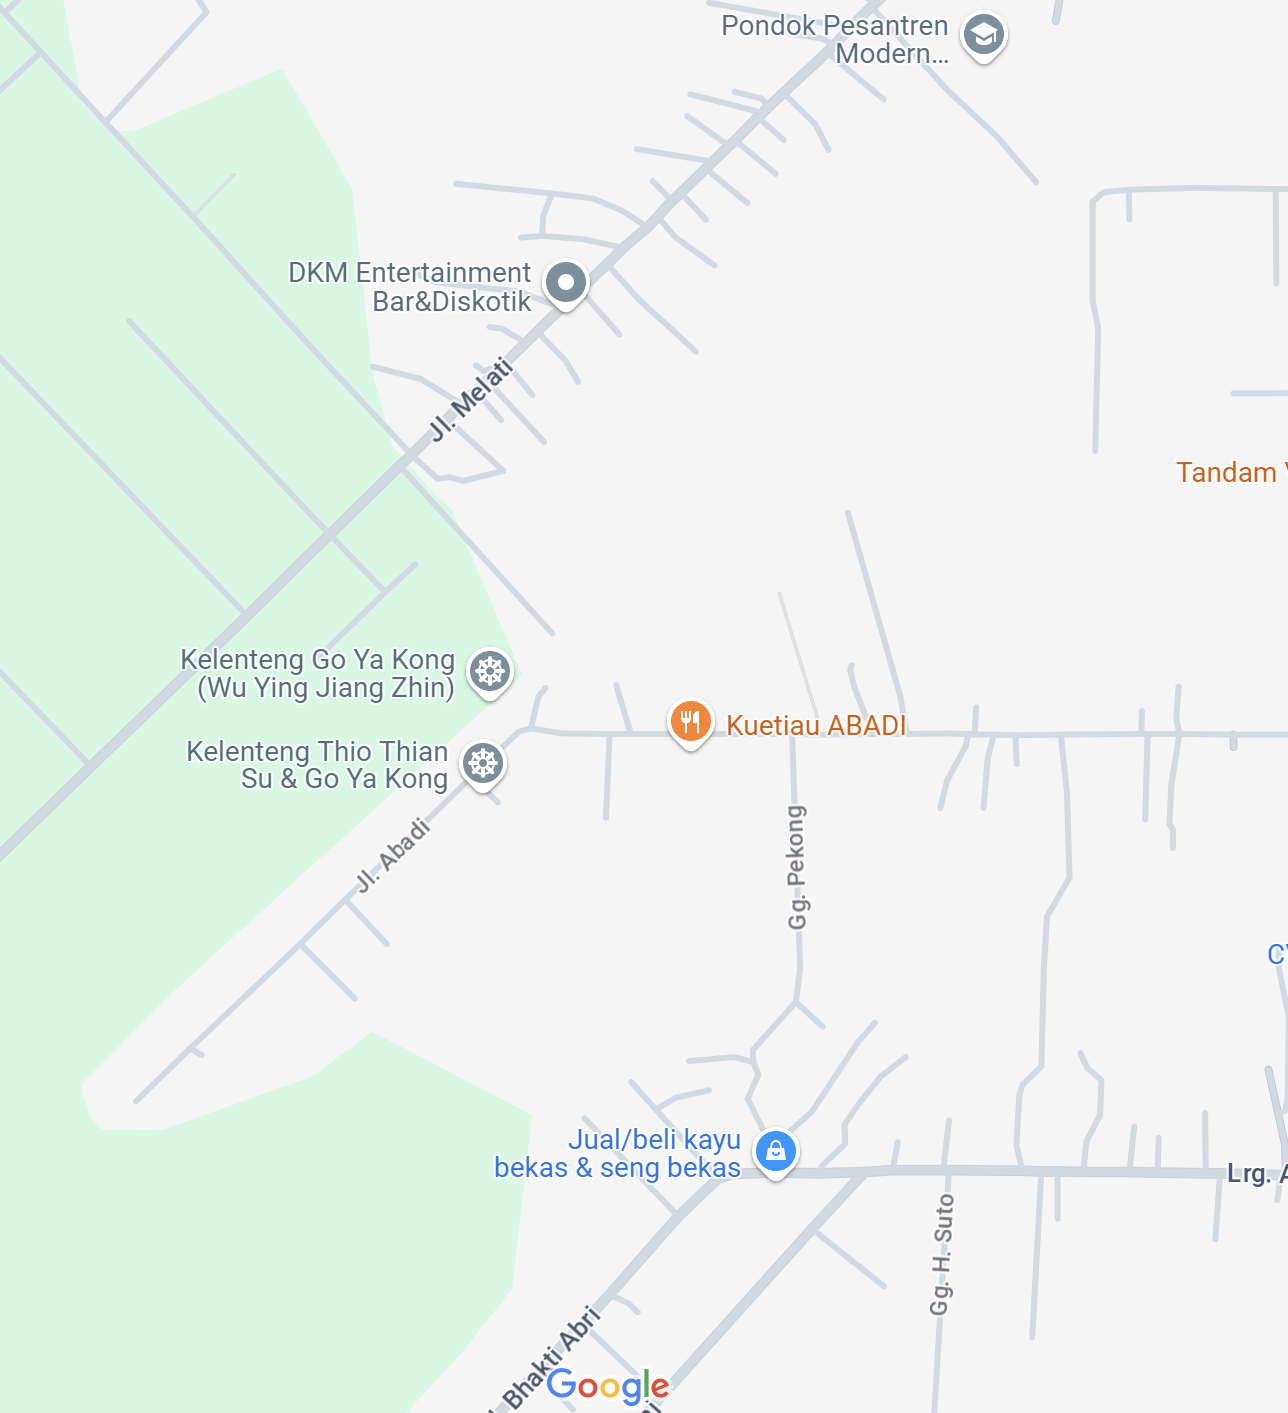 Pondok Pesantren
Modern...
DKM Entertainment
Bar&Diskotik
Jl. Melati
Tandam
Kelenteng Go Ya Kong
(Wu Ying Jiang Zhin)
Kuetiau ABADI
Kelenteng Thio Thian
Su & Go Ya Kong
Jl. Abadi
Gg. Pekong
Jual/beli kayu
bekas & seng bekas
Lrg.
Gg. H. Suto
Bhakti Abri
Google